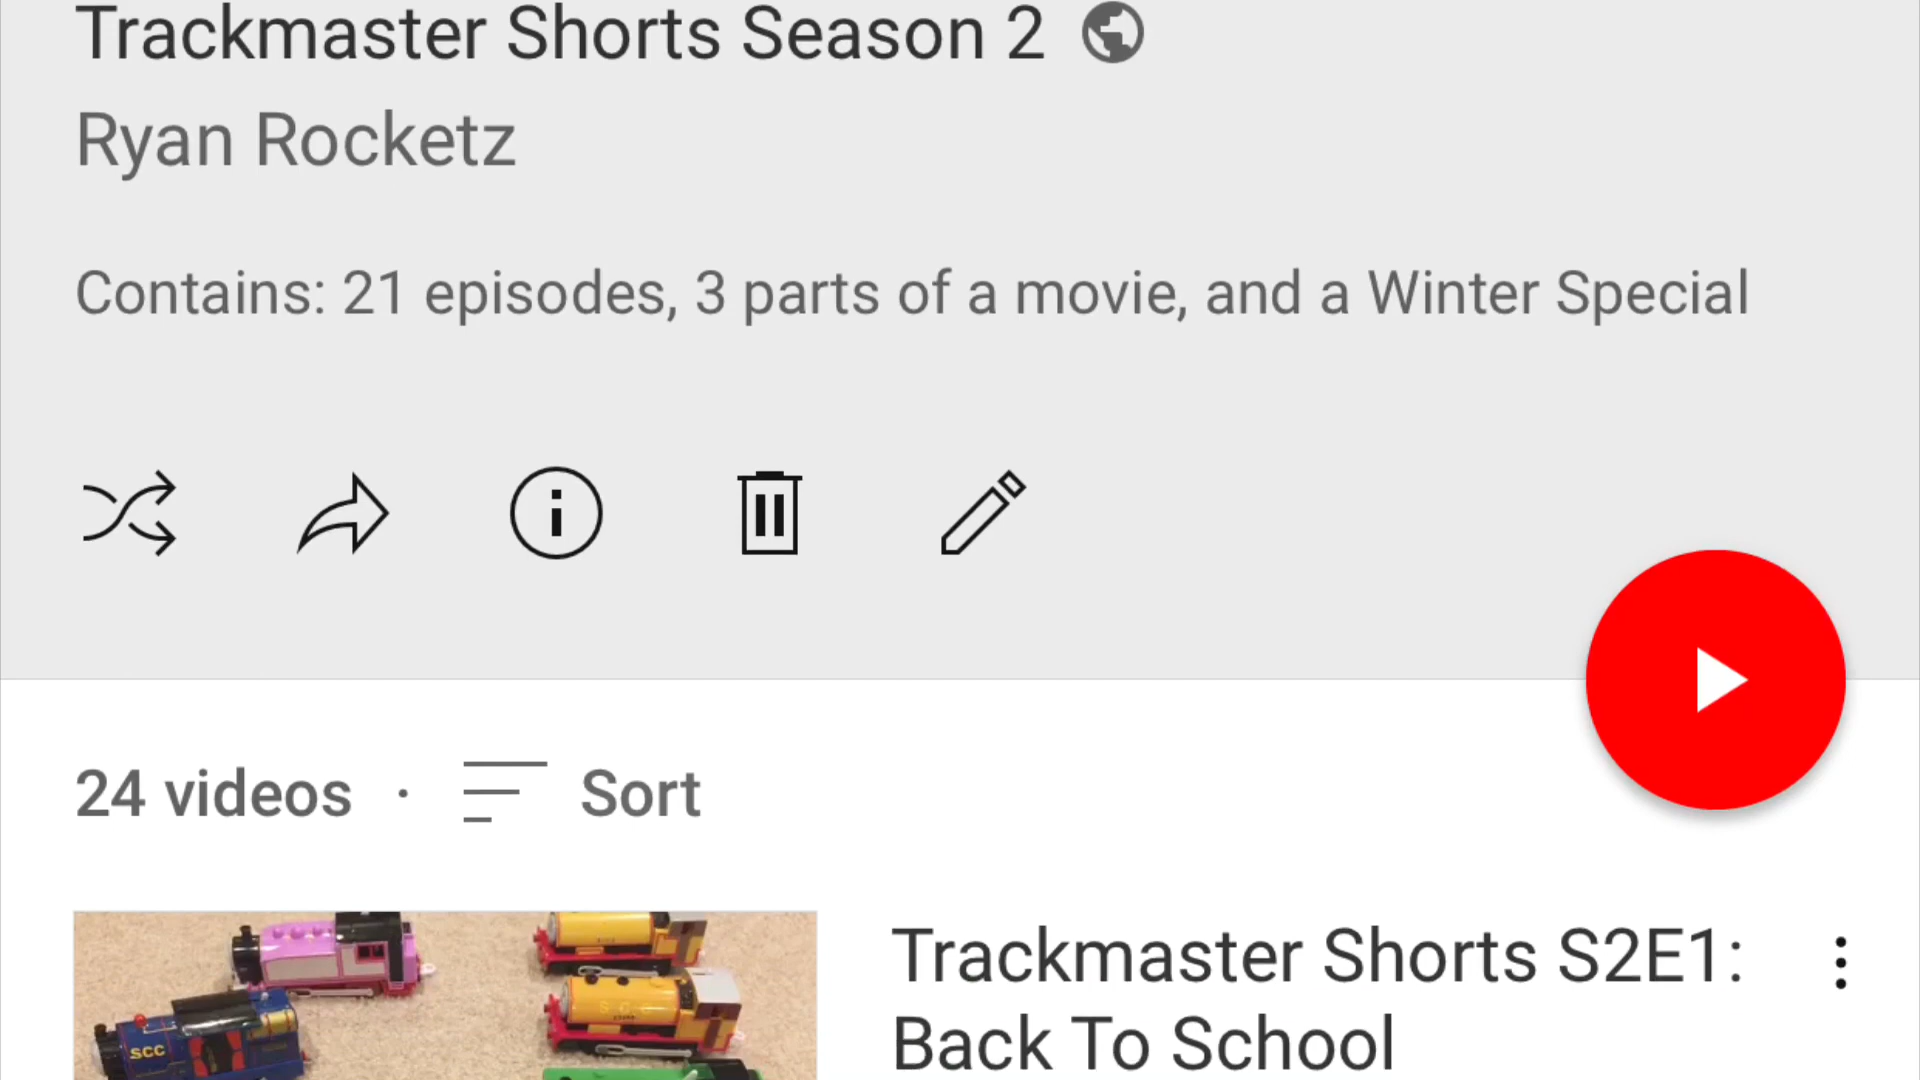 Trackmaster Shorts Season 2
Ryan Rocketz
Contains: 21 episodes, 3 parts of a movie, and a Winter Special
24 videos · Sort
Trackmaster Shorts S2E1:
Back To School
SCC